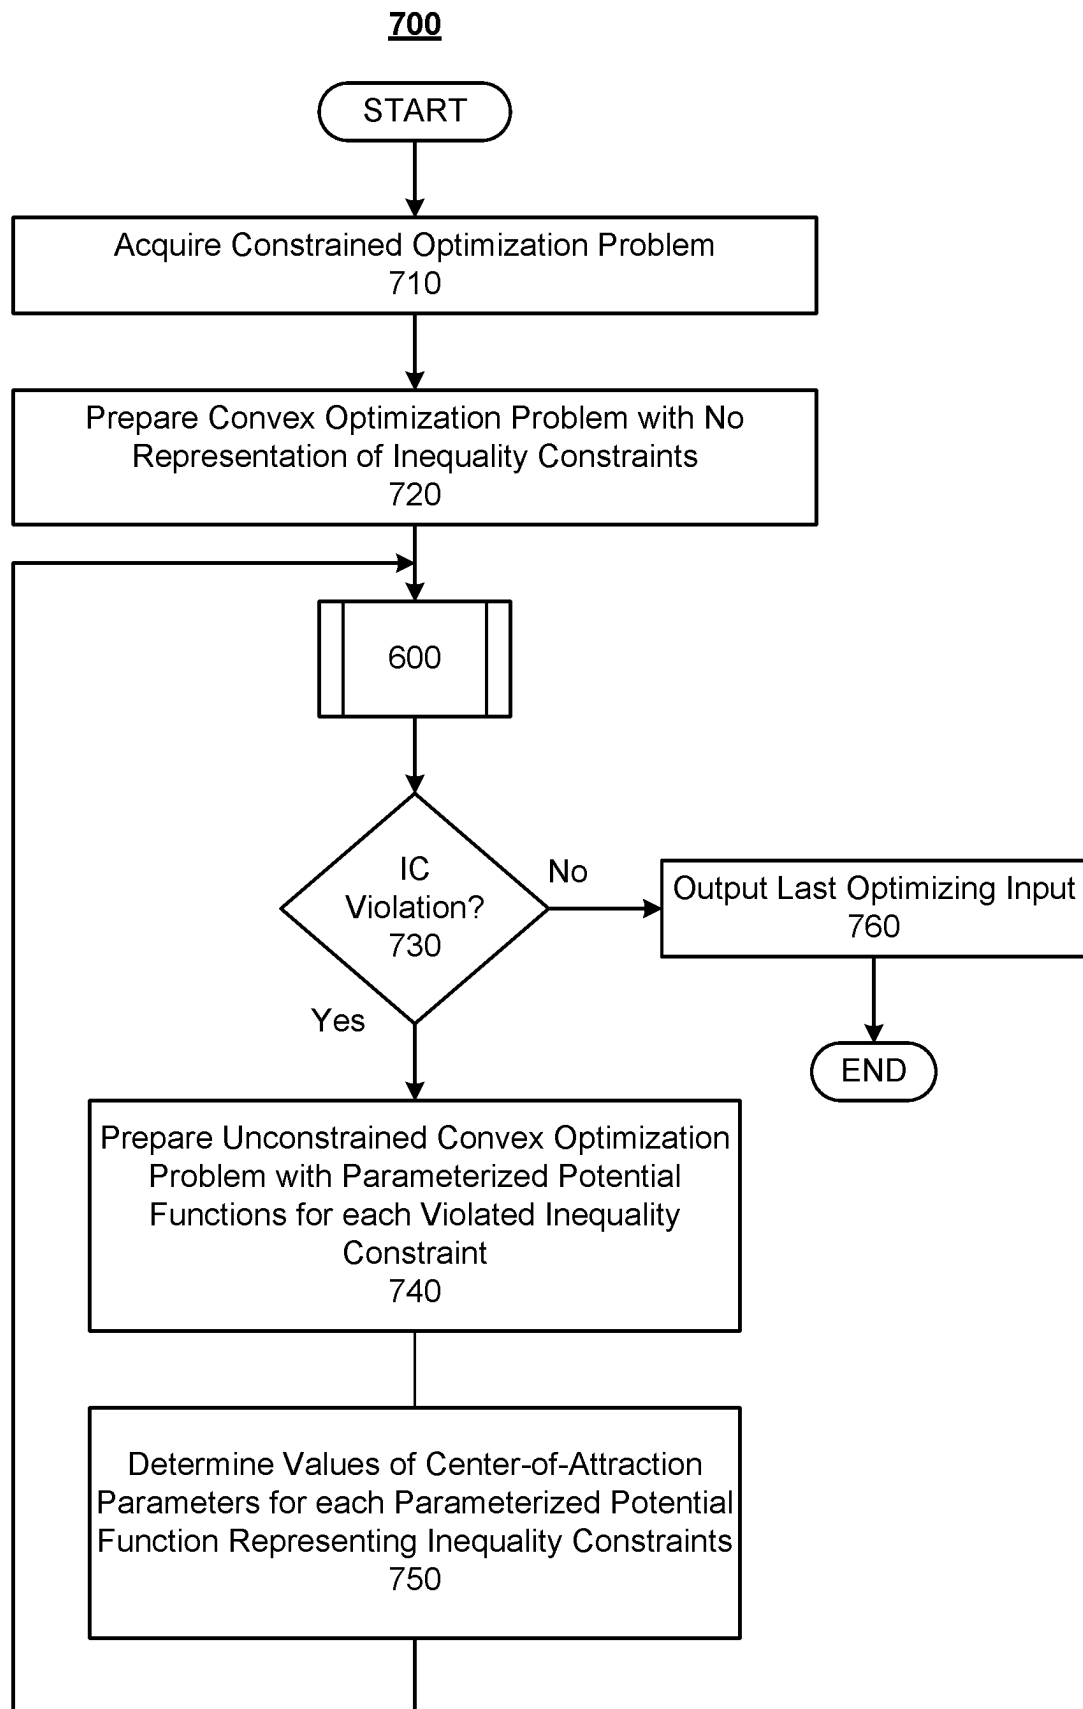 700
START
Acquire Constrained Optimization Problem
710
Prepare Convex Optimization Problem with No
Representation of Inequality Constraints
720
600
IC
Violation?
730
No
Output Last Optimizing Input
760
Yes
END
Prepare Unconstrained Convex Optimization
Problem with Parameterized Potential
Functions for each Violated Inequality
Constraint
740
Determine Values of Center-of-Attraction
Parameters for each Parameterized Potential
Function Representing Inequality Constraints
750